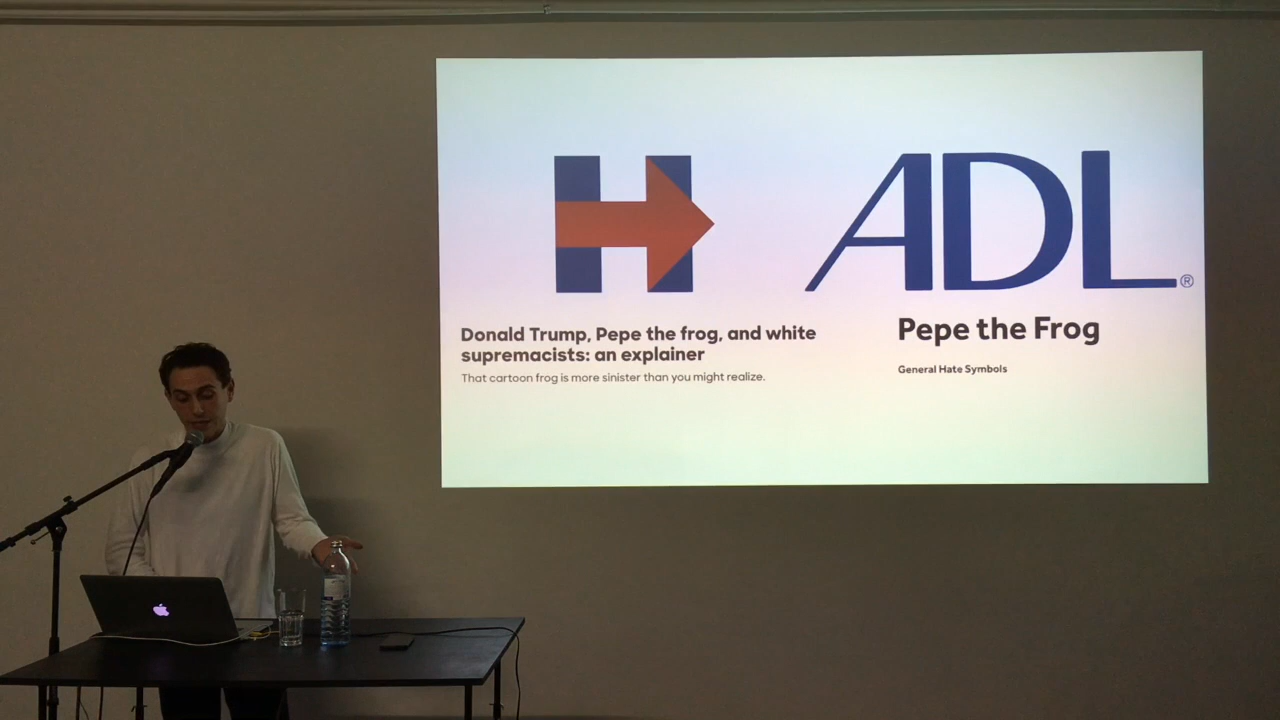 H
ADL®
Donald Trump, Pepe the frog, and white
supremacists: an explainer
That cartoon frog is more sinister than you might realize.
Pepe the Frog
General Hate Symbols